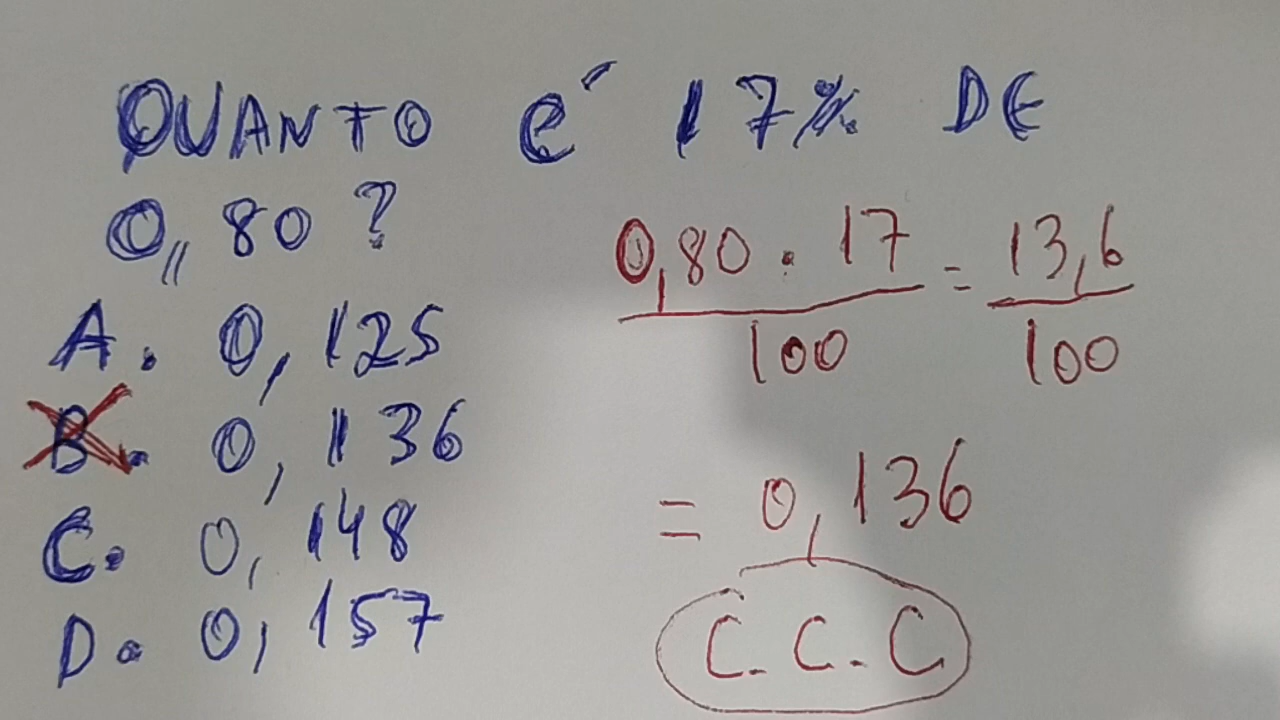 QUANTO é 17% DE
0,80 ?
A. 0,125
B. 0,136
C. 0,148
D. 0,157
0,80 . 17 = 13,6
100 100
= 0,136
C.C.C